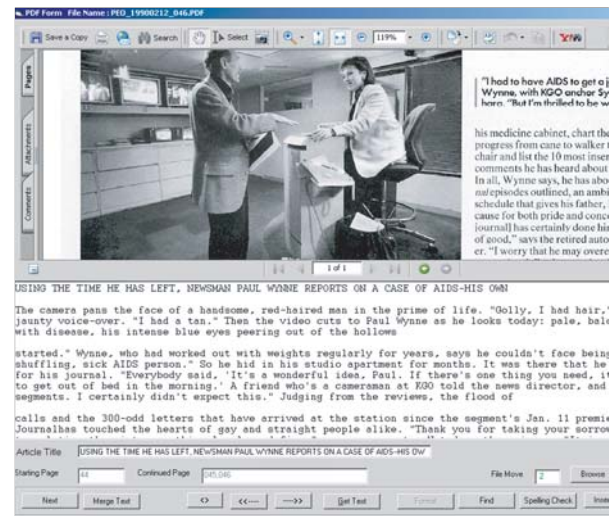 PDF Form File Name : PEO_19900212_046.PDF
Save a Copy Search Select 119%
Pages
Attachments
Comments
"I had to have AIDS to get a j
Wynne, with KGO anchor Sy
horn. "But I'm thrilled to be w
his medicine cabinet, chart the
progress from cane to walker t
chair and list the 10 most inser
comments he has heard about
In all, Wynne says, he has abo
nal episodes outlined, an ambi
schedule that gives his father,
cause for both pride and conce
journal] has certainly done hi
of good," says the retired auto
er. "I worry that he may overe
1 of 1
USING THE TIME HE HAS LEFT, NEWSMAN PAUL WYNNE REPORTS ON A CASE OF AIDS-HIS OWN
The camera pans the face of a handsome, red-haired man in the prime of life. "Golly, I had hair,"
jaunty voice-over. "I had a tan." Then the video cuts to Paul Wynne as he looks today: pale, bald
with disease, his intense blue eyes peering out of the hollows
started." Wynne, who had worked out with weights regularly for years, says he couldn't face being
shuffling, sick AIDS person." So he hid in his studio apartment for months. It was there that he
for his journal. "Everybody said, 'It's a wonderful idea, Paul. If there's one thing you need, it
to get out of bed in the morning.' A friend who's a cameraman at KGO told the news director, and
segments. I certainly didn't expect this." Judging from the reviews, the flood of
calls and the 300-odd letters that have arrived at the station since the segment's Jan. 11 premie
Journalhas touched the hearts of gay and straight people alike. "Thank you for taking your sorrow
Article Title USING THE TIME HE HAS LEFT, NEWSMAN PAUL WYNNE REPORTS ON A CASE OF AIDS-HIS OW
Starting Page 44 Continued Page 045,046 File Move 2 Browse
Next Merge Text <> <<---- --->> Get Text Format Find Spelling Check Inser